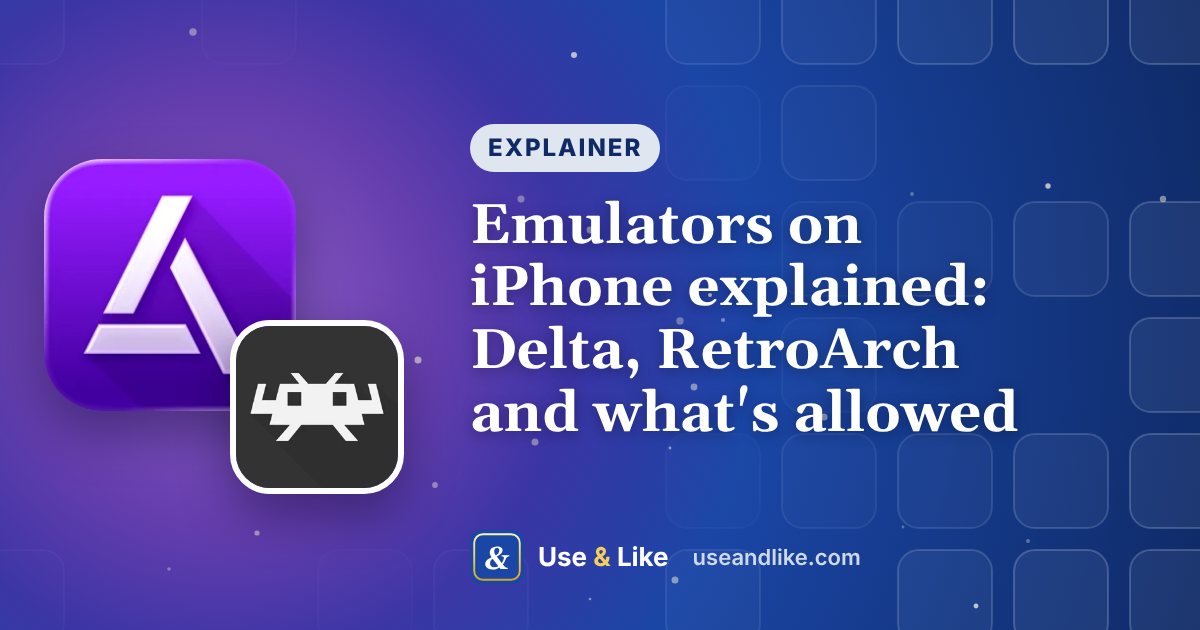 EXPLAINER
Emulators on
iPhone explained:
Delta, RetroArch
and what's allowed
& Use & Like useandlike.com